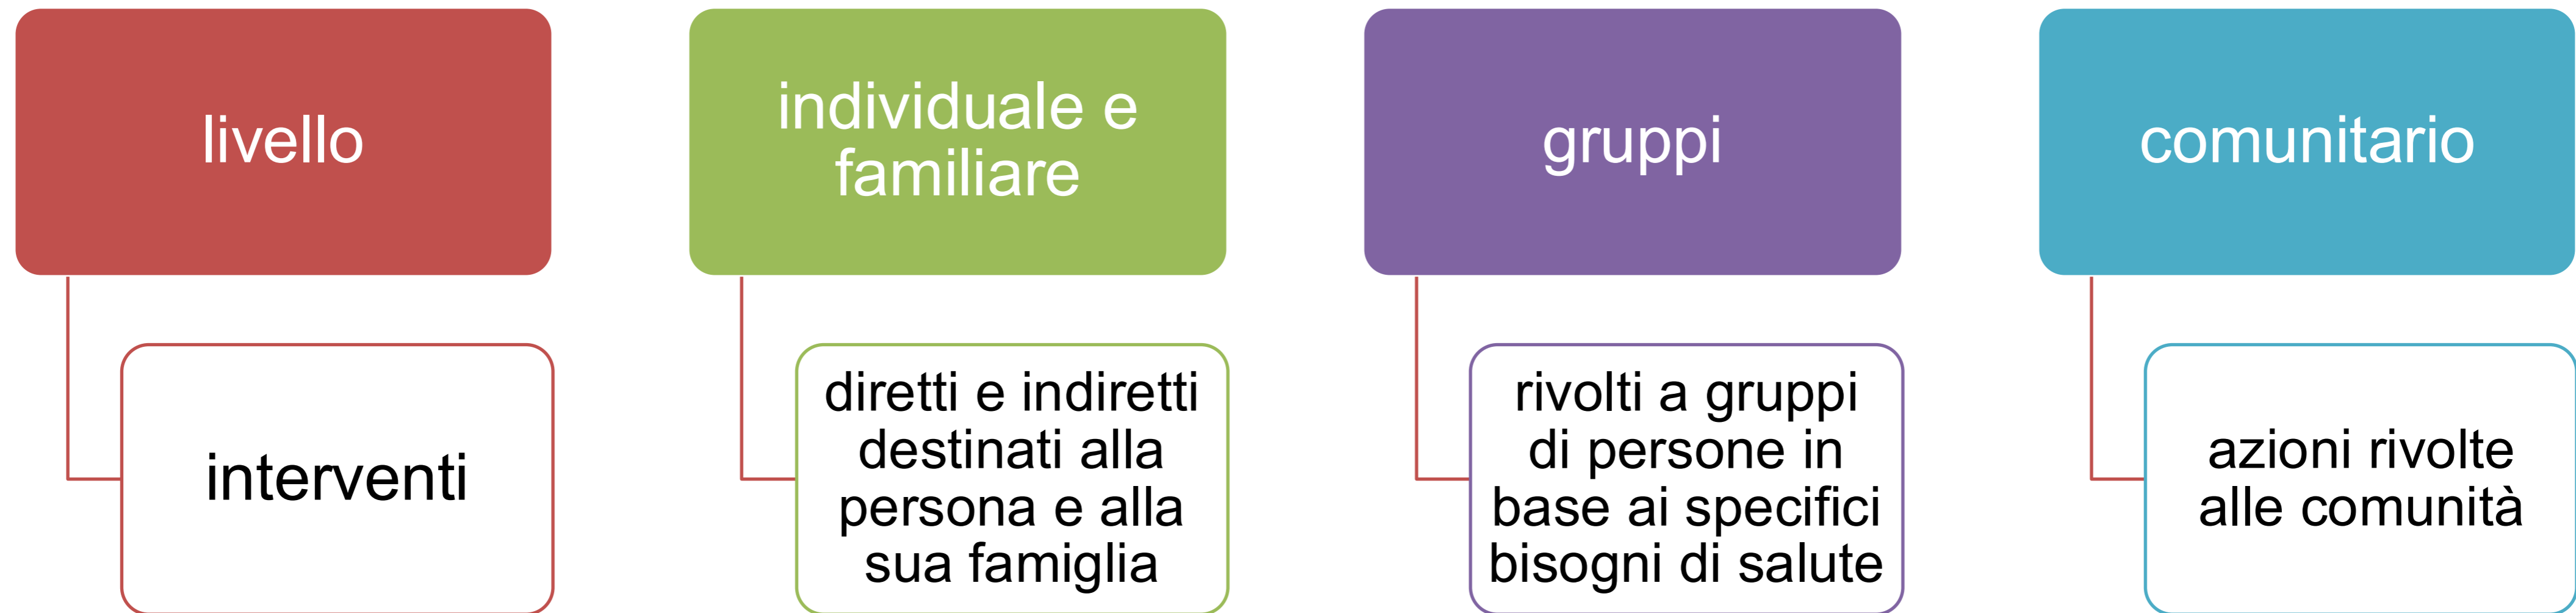 livello
interventi
individuale e
familiare
diretti e indiretti
destinati alla
persona e alla
sua famiglia
gruppi
rivolti a gruppi
di persone in
base ai specifici
bisogni di salute
comunitario
azioni rivolte
alle comunità